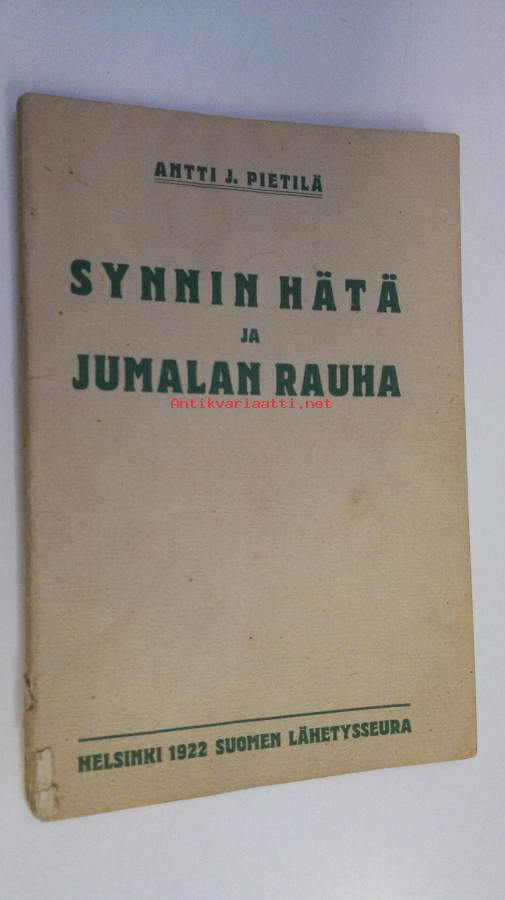 ANTTI J. PIETILÄ
SYNNIN HÄTÄ
JA
JUMALAN RAUHA
Antikvariaatti.net
HELSINKI 1922 SUOMEN LÄHETYSSEURA